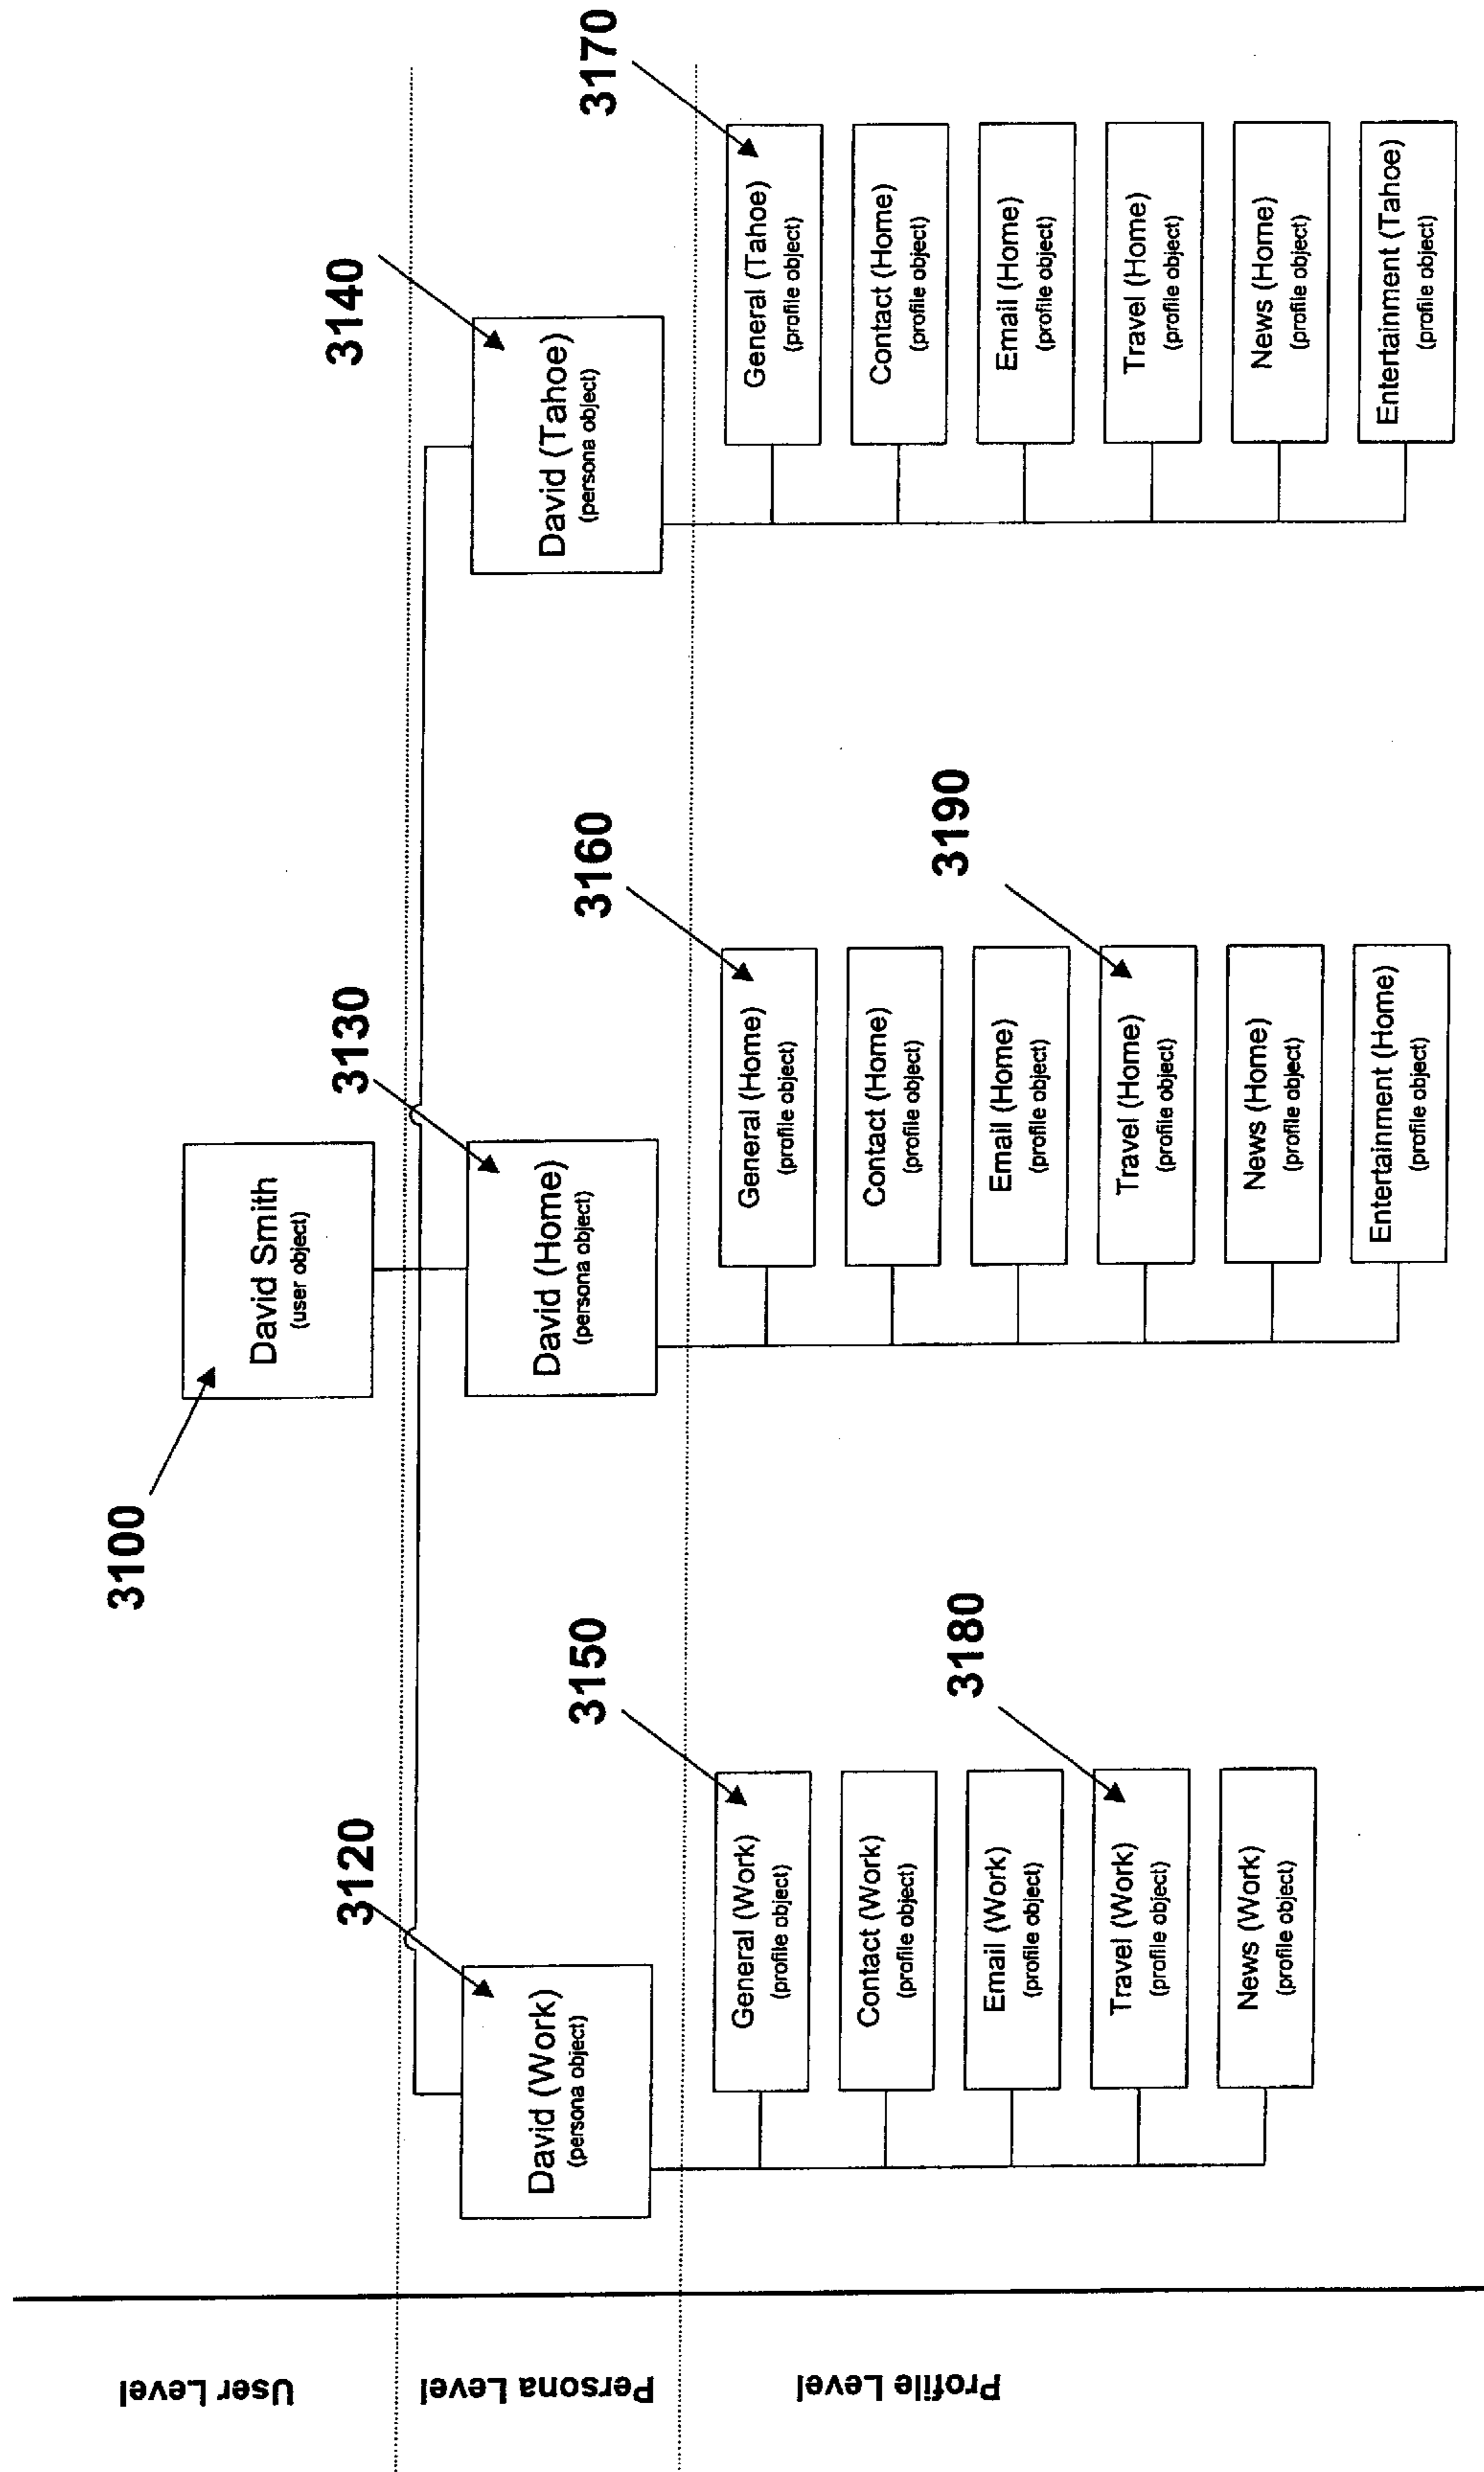 User Level
3100
David Smith
(user object)
Persona Level
3120
David (Work)
(persona object)
3130
David (Home)
(persona object)
3140
David (Tahoe)
(persona object)
Profile Level
3150
General (Work)
(profile object)
Contact (Work)
(profile object)
Email (Work)
(profile object)
3180
Travel (Work)
(profile object)
News (Work)
(profile object)
3160
General (Home)
(profile object)
Contact (Home)
(profile object)
Email (Home)
(profile object)
3190
Travel (Home)
(profile object)
News (Home)
(profile object)
Entertainment (Home)
(profile object)
3170
General (Tahoe)
(profile object)
Contact (Home)
(profile object)
Email (Home)
(profile object)
Travel (Home)
(profile object)
News (Home)
(profile object)
Entertainment (Tahoe)
(profile object)